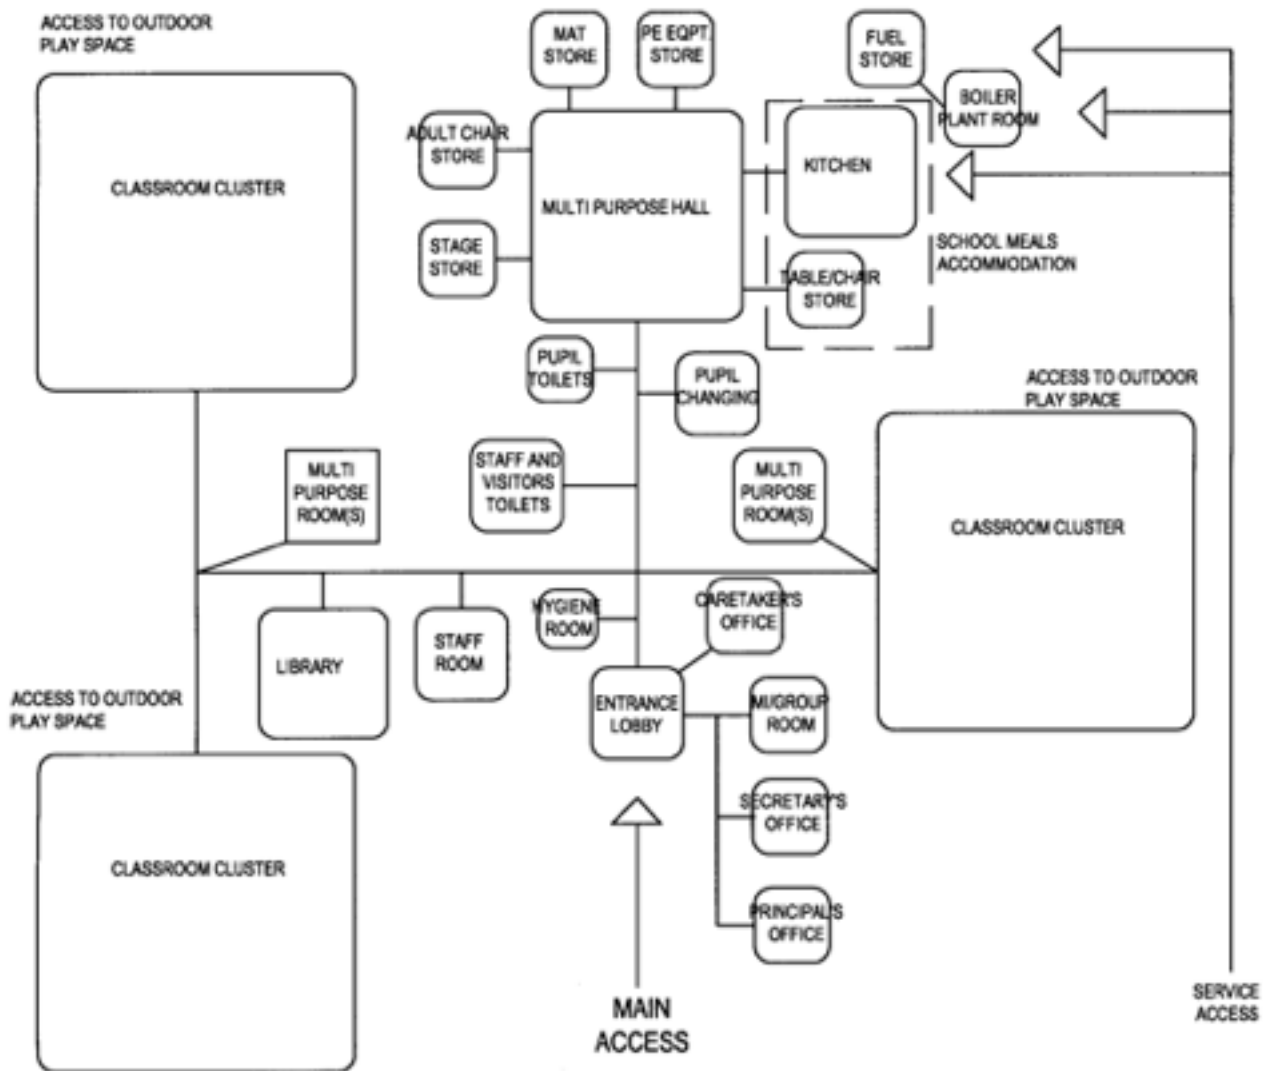 ACCESS TO OUTDOOR
PLAY SPACE
MAT
STORE
PE EQPT.
STORE
FUEL
STORE
BOILER
PLANT ROOM
ADULT CHAIR
STORE
CLASSROOM CLUSTER
MULTI PURPOSE HALL
KITCHEN
STAGE
STORE
SCHOOL MEALS
ACCOMMODATION
TABLE/CHAIR
STORE
PUPIL
TOILETS
PUPIL
CHANGING
ACCESS TO OUTDOOR
PLAY SPACE
MULTI
PURPOSE
ROOM(S)
STAFF AND
VISITORS
TOILETS
MULTI
PURPOSE
ROOM(S)
CLASSROOM CLUSTER
HYGIENE
ROOM
CARETAKER'S
OFFICE
LIBRARY
STAFF
ROOM
ACCESS TO OUTDOOR
PLAY SPACE
ENTRANCE
LOBBY
MI/GROUP
ROOM
SECRETARY'S
OFFICE
CLASSROOM CLUSTER
PRINCIPAL'S
OFFICE
MAIN
ACCESS
SERVICE
ACCESS